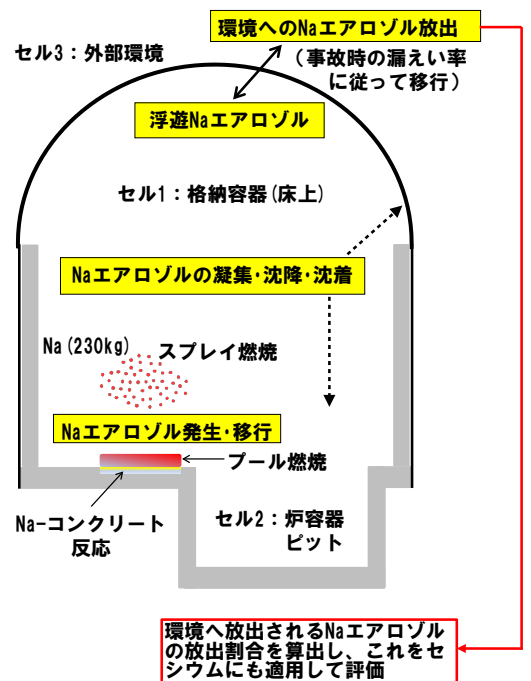 環境へのNaエアロゾル放出
セル3：外部環境
（事故時の漏えい率
に従って移行）
浮遊Naエアロゾル
セル1：格納容器(床上)
Naエアロゾルの凝集･沈降･沈着
Na(230kg)
スプレイ燃焼
Naエアロゾル発生･移行
プール燃焼
Na-コンクリート
反応
セル2：炉容器
ピット
環境へ放出されるNaエアロゾル
の放出割合を算出し、これをセ
シウムにも適用して評価